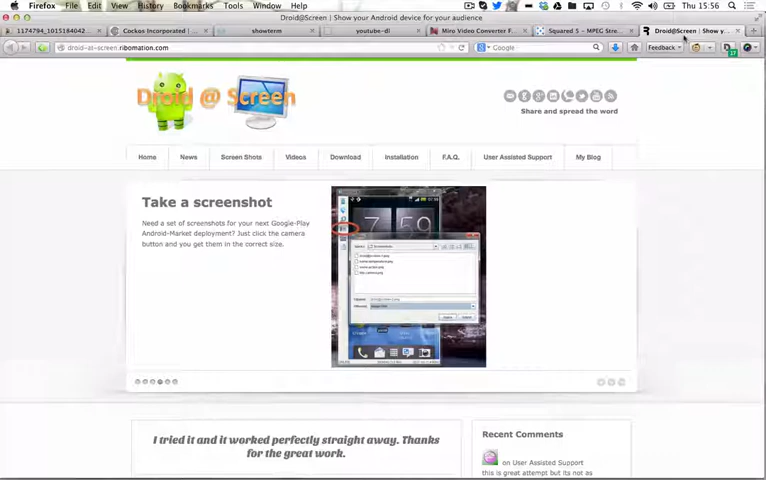 Firefox File Edit View History Bookmarks Tools Window Help Thu 15:56
Droid@Screen | Show your Android device for your audience
1174794_1015184042... Cockos Incorporated | ... showterm youtube-dl Miro Video Converter F... Squared 5 – MPEG Stre... Droid@Screen | Show y...
droid-at-screen.ribomation.com Google Feedback
Droid @ Screen
Share and spread the word
Home News Screen Shots Videos Download Installation F.A.Q. User Assisted Support My Blog
Take a screenshot
Need a set of screenshots for your next Google-Play
Android-Market deployment? Just click the camera
button and you get them in the correct size.
7 59
I tried it and it worked perfectly straight away. Thanks
for the great work.
Recent Comments
on User Assisted Support
this is great attempt but its not as